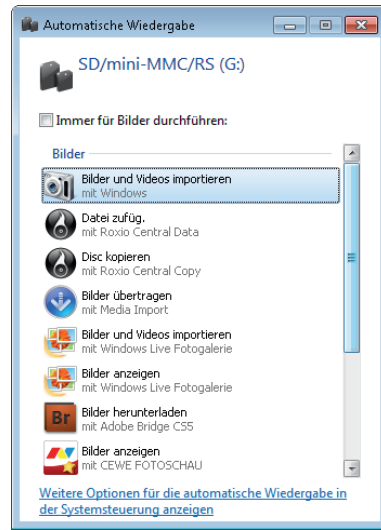 Automatische Wiedergabe
SD/mini-MMC/RS (G:)
Immer für Bilder durchführen:
Bilder
Bilder und Videos importieren
mit Windows
Datei zufüg.
mit Roxio Central Data
Disc kopieren
mit Roxio Central Copy
Bilder übertragen
mit Media Import
Bilder und Videos importieren
mit Windows Live Fotogalerie
Bilder anzeigen
mit Windows Live Fotogalerie
Br
Bilder herunterladen
mit Adobe Bridge CS5
Bilder anzeigen
mit CEWE FOTOSCHAU
Weitere Optionen für die automatische Wiedergabe in
der Systemsteuerung anzeigen